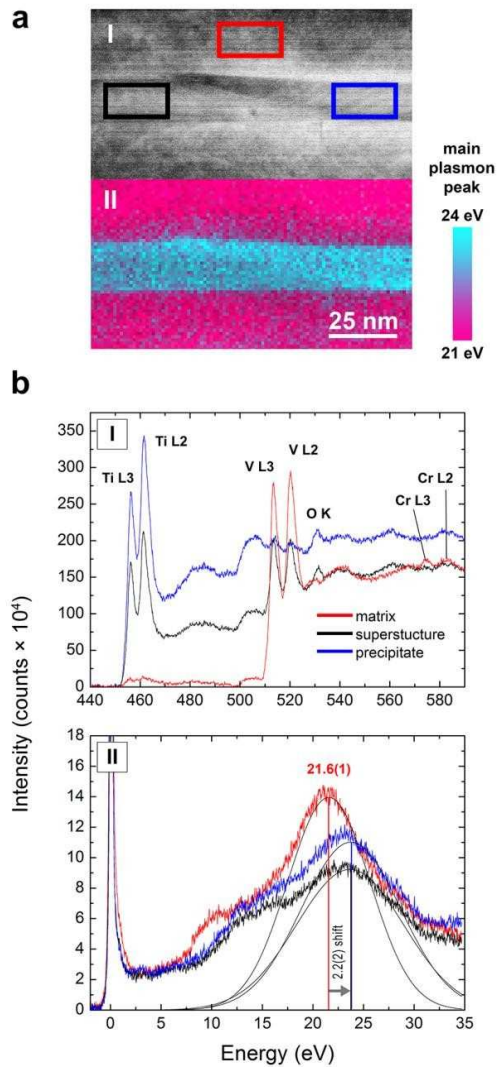 a
I
II
25 nm
main
plasmon
peak
24 eV
21 eV
b
I
Ti L3
Ti L2
V L3
V L2
O K
Cr L3
Cr L2
matrix
superstucture
precipitate
350
300
250
200
150
100
50
0
440 460 480 500 520 540 560 580
Intensity (counts × 10⁴)
II
21.6(1)
2.2(2) shift
18
16
14
12
10
8
6
4
2
0
0 5 10 15 20 25 30 35
Energy (eV)